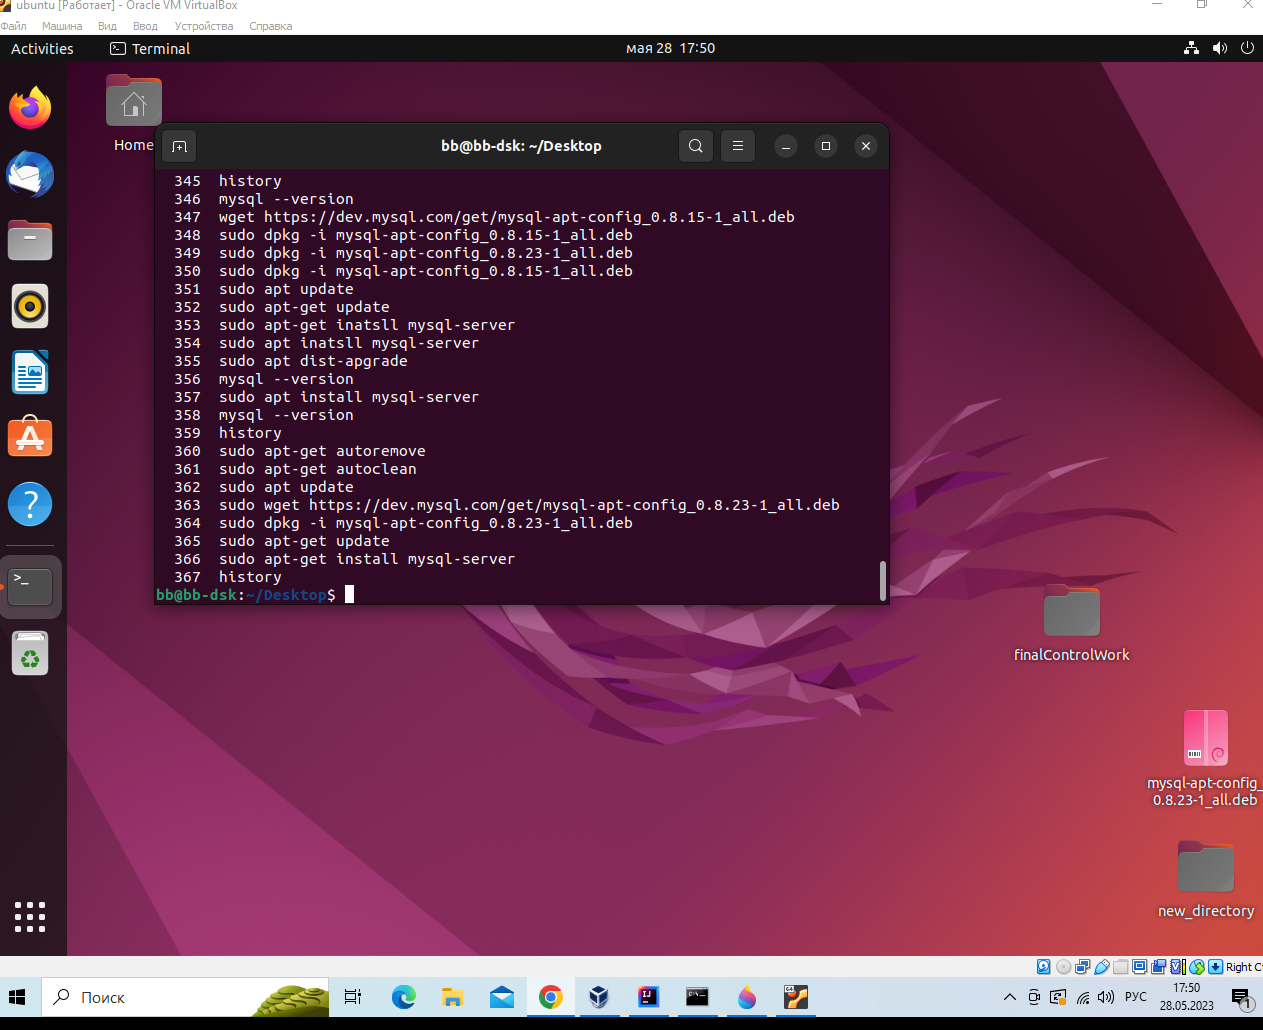 ubuntu [Работает] - Oracle VM VirtualBox
Файл Машина Вид Ввод Устройства Справка
Activities Terminal мая 28 17:50
Home
bb@bb-dsk: ~/Desktop
345 history
346 mysql --version
347 wget https://dev.mysql.com/get/mysql-apt-config_0.8.15-1_all.deb
348 sudo dpkg -i mysql-apt-config_0.8.15-1_all.deb
349 sudo dpkg -i mysql-apt-config_0.8.23-1_all.deb
350 sudo dpkg -i mysql-apt-config_0.8.15-1_all.deb
351 sudo apt update
352 sudo apt-get update
353 sudo apt-get inatsll mysql-server
354 sudo apt inatsll mysql-server
355 sudo apt dist-apgrade
356 mysql --version
357 sudo apt install mysql-server
358 mysql --version
359 history
360 sudo apt-get autoremove
361 sudo apt-get autoclean
362 sudo apt update
363 sudo wget https://dev.mysql.com/get/mysql-apt-config_0.8.23-1_all.deb
364 sudo dpkg -i mysql-apt-config_0.8.23-1_all.deb
365 sudo apt-get update
366 sudo apt-get install mysql-server
367 history
bb@bb-dsk:~/Desktop$
finalControlWork
mysql-apt-config_
0.8.23-1_all.deb
new_directory
Right C
Поиск
РУС
17:50
28.05.2023
1